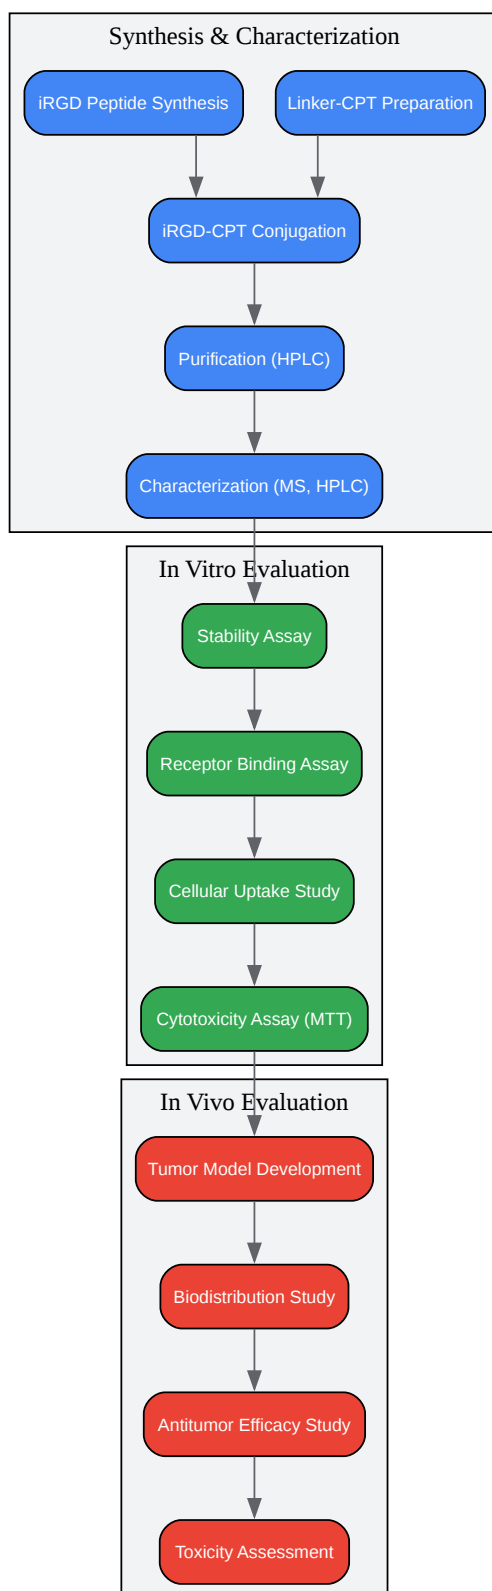 Synthesis & Characterization
iRGD Peptide Synthesis
Linker-CPT Preparation
iRGD-CPT Conjugation
Purification (HPLC)
Characterization (MS, HPLC)
In Vitro Evaluation
Stability Assay
Receptor Binding Assay
Cellular Uptake Study
Cytotoxicity Assay (MTT)
In Vivo Evaluation
Tumor Model Development
Biodistribution Study
Antitumor Efficacy Study
Toxicity Assessment